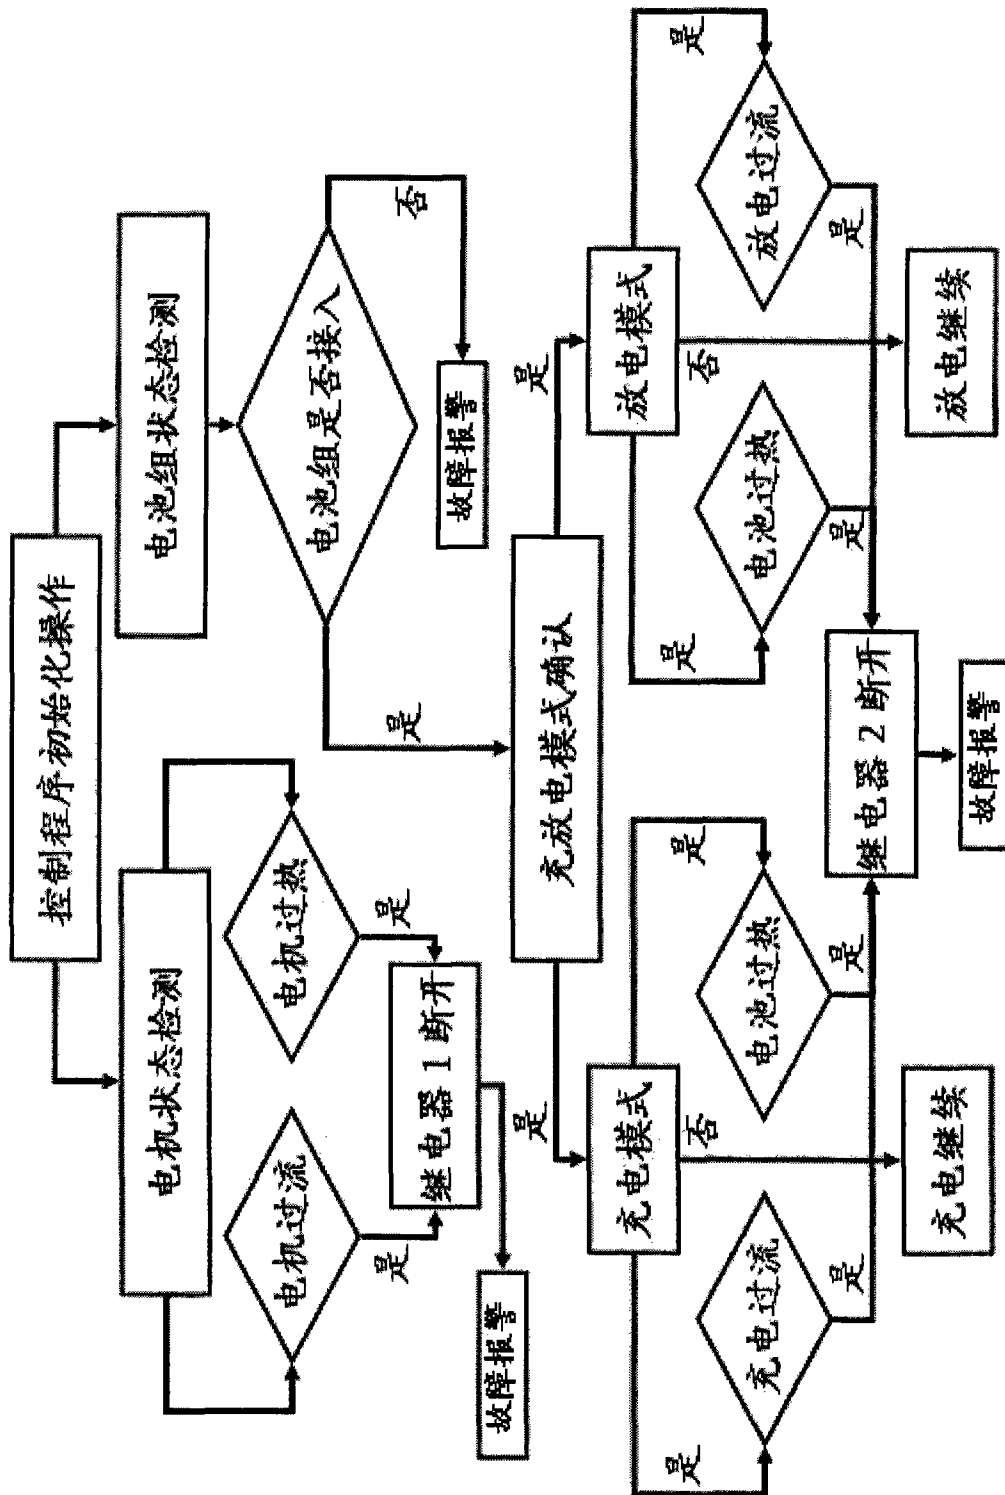 控制程序初始化操作
电机状态检测
电池组状态检测
电机过流
电机过热
电池组是否接入
是
是
否
继电器 1 断开
是
故障报警
故障报警
充放电模式确认
是
是
充电模式
放电模式
是
否
是
是
否
是
充电过流
电池过热
电池过热
放电过流
是
是
是
是
继电器 2 断开
充电继续
放电继续
故障报警